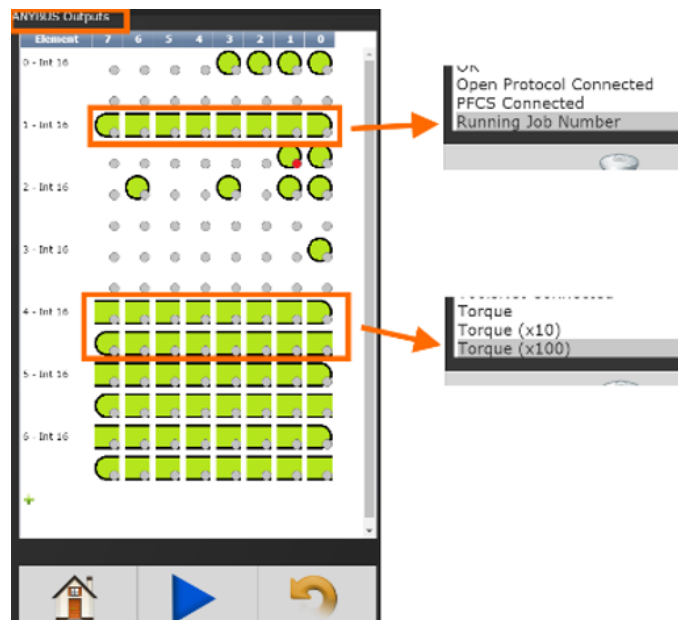 ANYBUS Outputs
Element 7 6 5 4 3 2 1 0
0 - Int 16
1 - Int 16
2 - Int 16
3 - Int 16
4 - Int 16
5 - Int 16
6 - Int 16
OK
Open Protocol Connected
PFCS Connected
Running Job Number
Connected
Torque
Torque (x10)
Torque (x100)